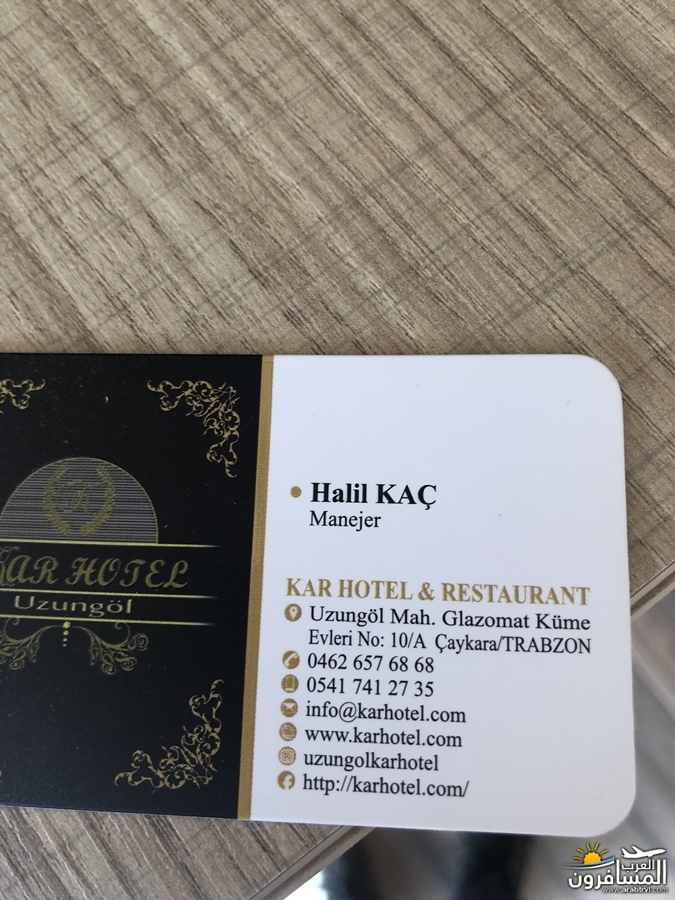 KAR HOTEL
Uzungöl
Halil KAÇ
Manejer
KAR HOTEL & RESTAURANT
Uzungöl Mah. Glazomat Küme
Evleri No: 10/A Çaykara/TRABZON
0462 657 68 68
0541 741 27 35
info@karhotel.com
www.karhotel.com
uzungolkarhotel
http://karhotel.com/
العرب
المسافرون
www.arabtrvl.com